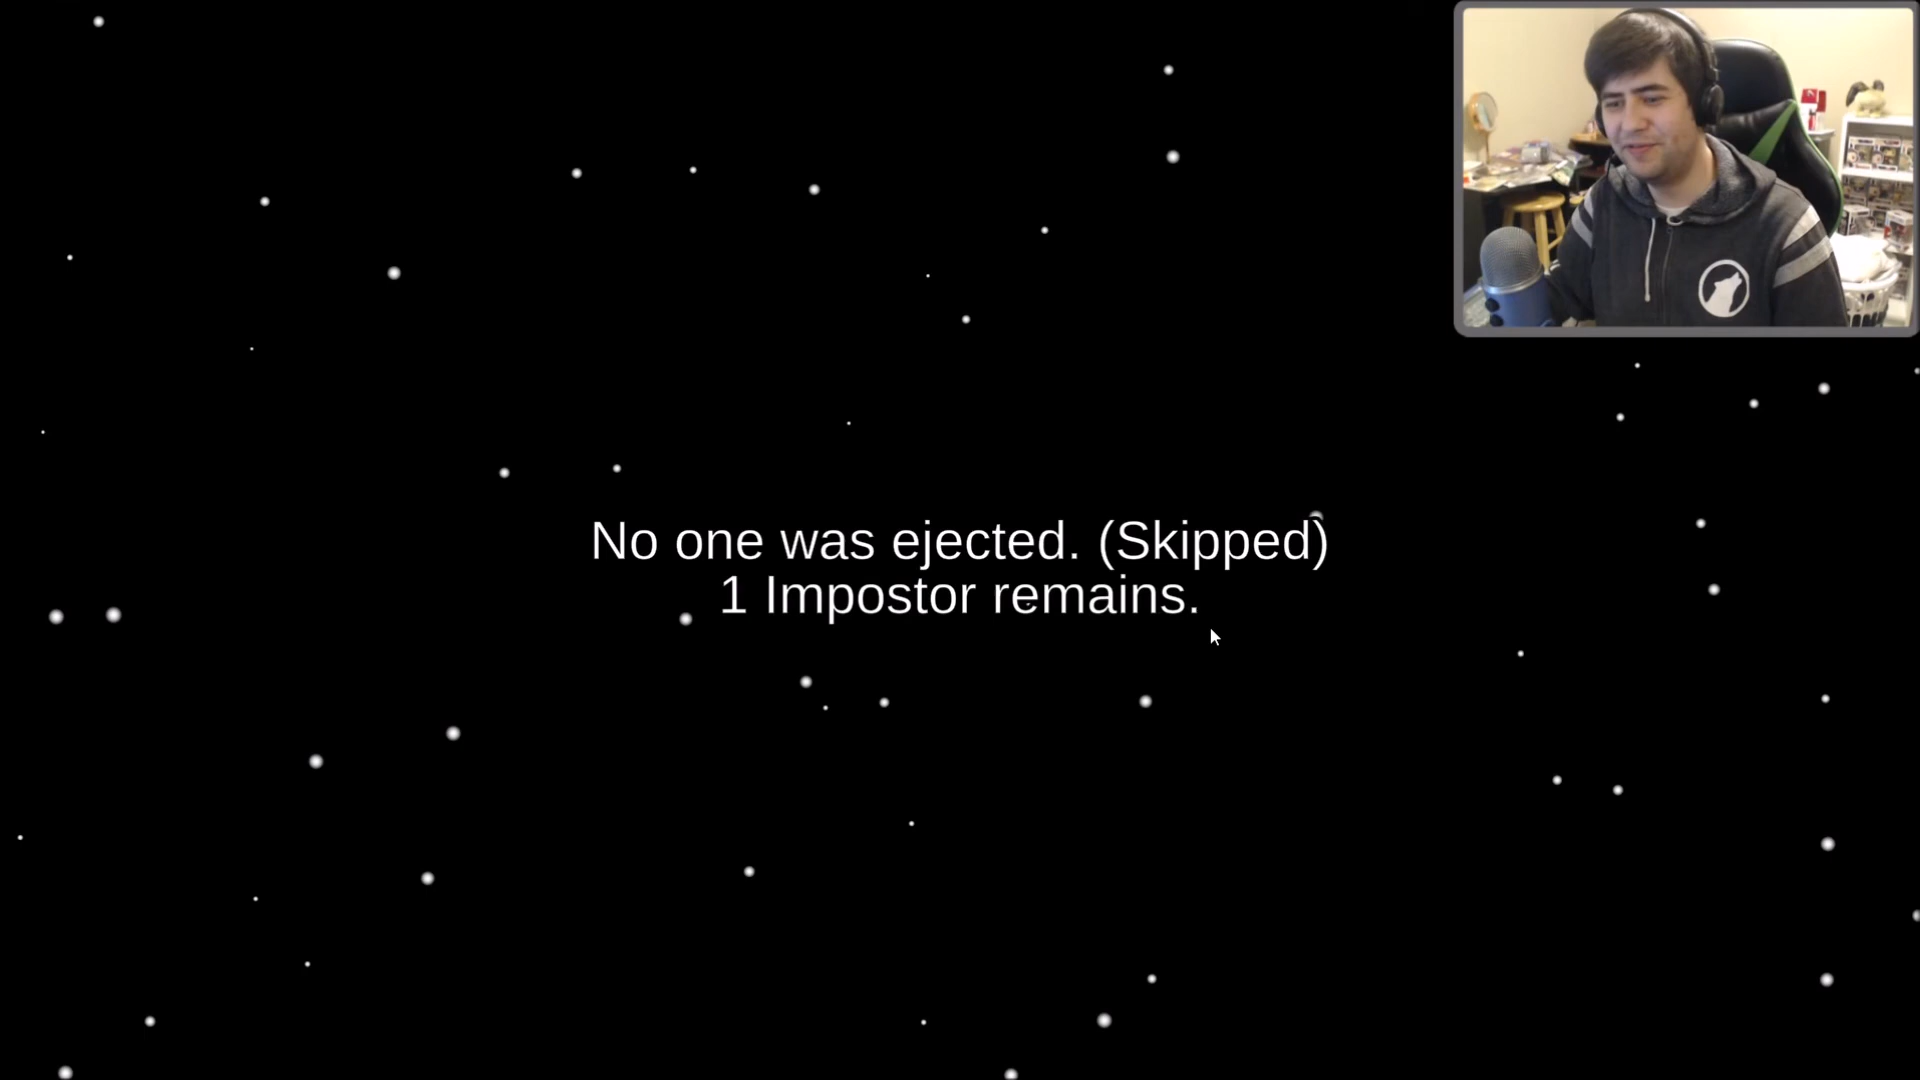 No one was ejected. (Skipped)
1 Impostor remains.